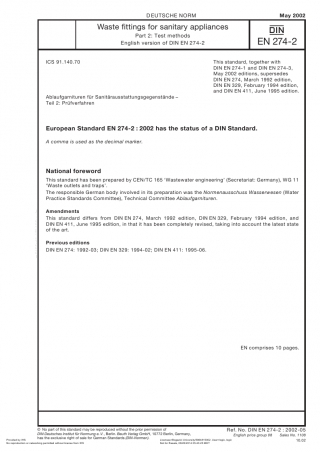 DEUTSCHE NORM
May 2002
Waste fittings for sanitary appliances
Part 2: Test methods
English version of DIN EN 274-2
DIN
EN 274-2
ICS 91.140.70
This standard, together with
DIN EN 274-1 and DIN EN 274-3,
May 2002 editions, supersedes
DIN EN 274, March 1992 edition,
DIN EN 329, February 1994 edition,
and DIN EN 411, June 1995 edition.
Ablaufgarnituren für Sanitärausstattungsgegenstände –
Teil 2: Prüfverfahren
European Standard EN 274-2 : 2002 has the status of a DIN Standard.
A comma is used as the decimal marker.
National foreword
This standard has been prepared by CEN/TC 165 'Wastewater engineering' (Secretariat: Germany), WG 11
'Waste outlets and traps'.
The responsible German body involved in its preparation was the Normenausschuss Wasserwesen (Water
Practice Standards Committee), Technical Committee Ablaufgarnituren.
Amendments
This standard differs from DIN EN 274, March 1992 edition, DIN EN 329, February 1994 edition, and
DIN EN 411, June 1995 edition, in that it has been completely revised, taking into account the latest state
of the art.
Previous editions
DIN EN 274: 1992-03; DIN EN 329: 1994-02; DIN EN 411: 1995-06.
EN comprises 10 pages.
© No part of this standard may be reproduced without the prior permission of
DIN Deutsches Institut für Normung e. V., Berlin. Beuth Verlag GmbH, 10772 Berlin, Germany,
has the exclusive right of sale for German Standards (DIN-Normen).
Ref. No. DIN EN 274-2 : 2002-05
English price group 08 Sales No. 1108
10.02